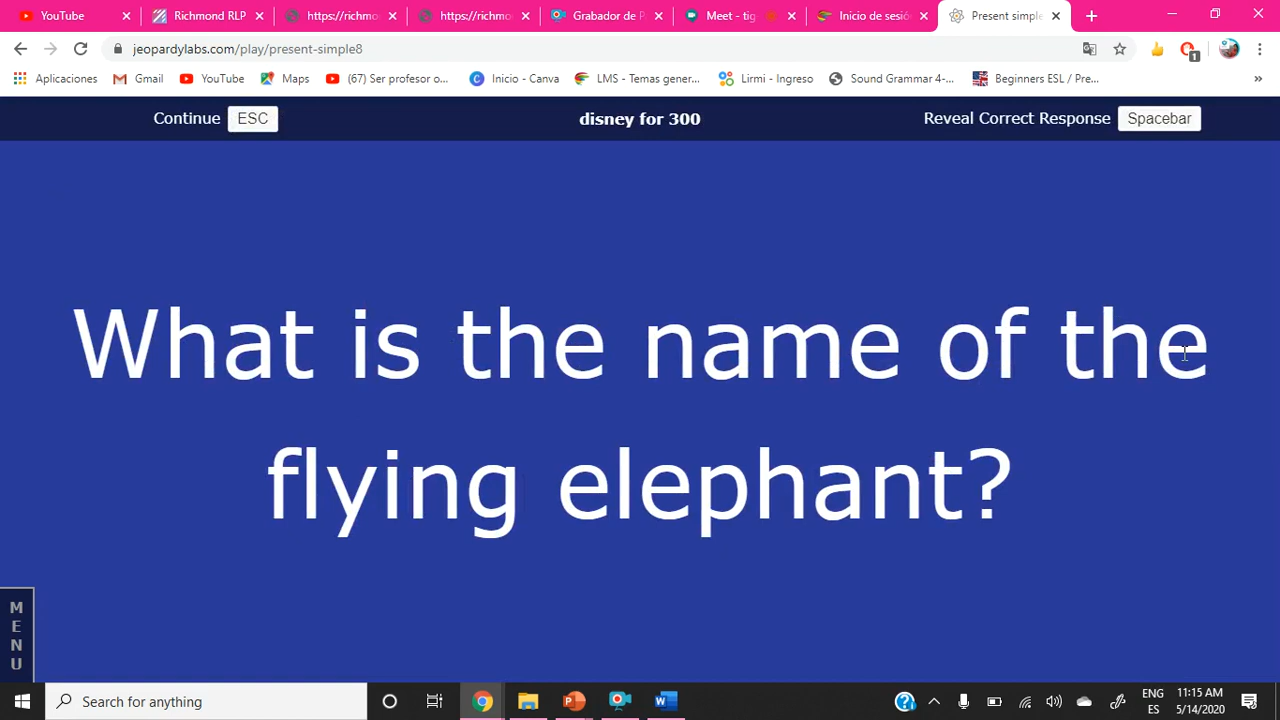 YouTube
Richmond RLP
https://richmo
https://richmo
Grabador de P
Meet - tig
Inicio de sesió
Present simple
jeopardylabs.com/play/present-simple8
Aplicaciones
Gmail
YouTube
Maps
(67) Ser profesor o...
Inicio - Canva
LMS - Temas gener...
Lirmi - Ingreso
Sound Grammar 4-...
Beginners ESL / Pre...
»
Continue ESC
disney for 300
Reveal Correct Response Spacebar
What is the name of the
flying elephant?
MENU
Search for anything
ENG
ES
11:15 AM
5/14/2020